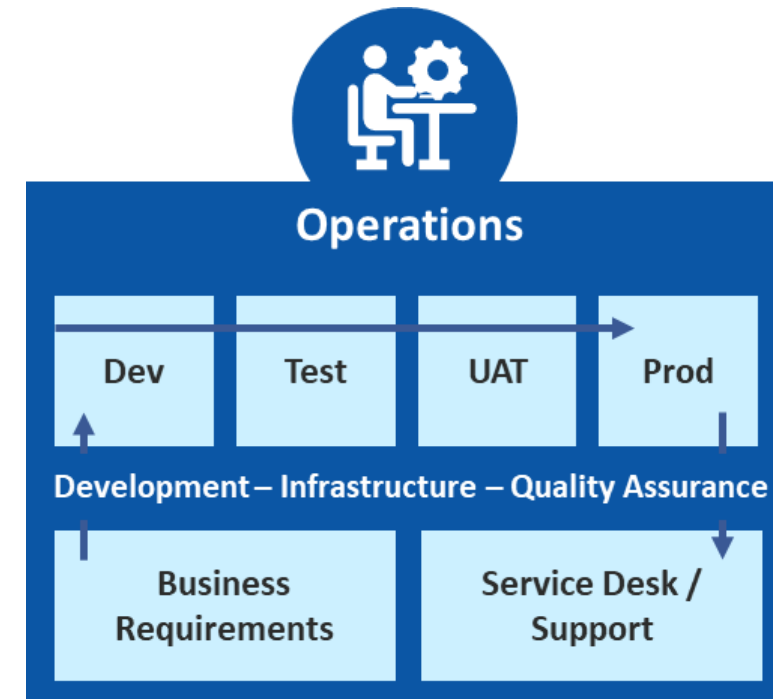 Operations
Dev
Test
UAT
Prod
Development – Infrastructure – Quality Assurance
Business
Requirements
Service Desk /
Support